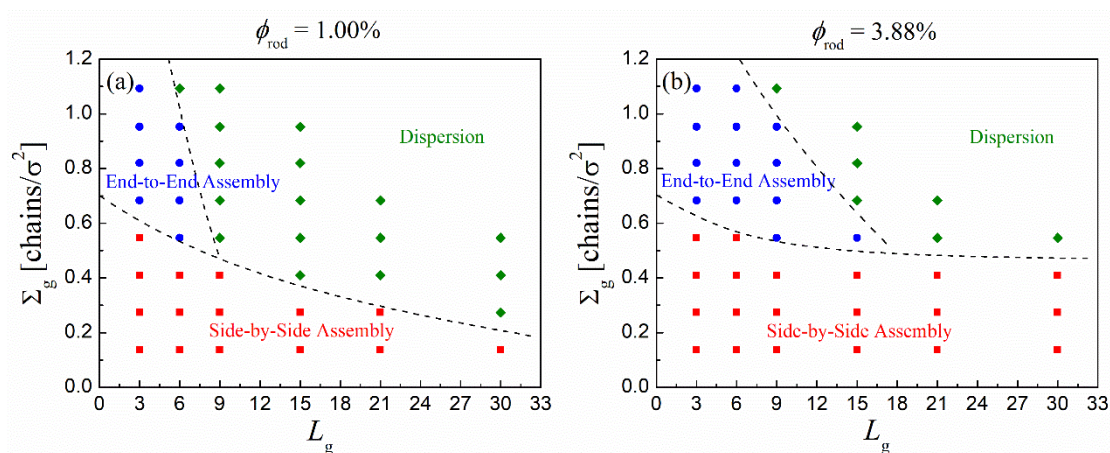 ϕrod = 1.00%
(a)
1.2
1.0
0.8
0.6
0.4
0.2
0.0
Σg [chains/σ²]
Dispersion
End-to-End Assembly
Side-by-Side Assembly
0 3 6 9 12 15 18 21 24 27 30 33
Lg
ϕrod = 3.88%
(b)
1.2
1.0
0.8
0.6
0.4
0.2
0.0
Σg [chains/σ²]
Dispersion
End-to-End Assembly
Side-by-Side Assembly
0 3 6 9 12 15 18 21 24 27 30 33
Lg